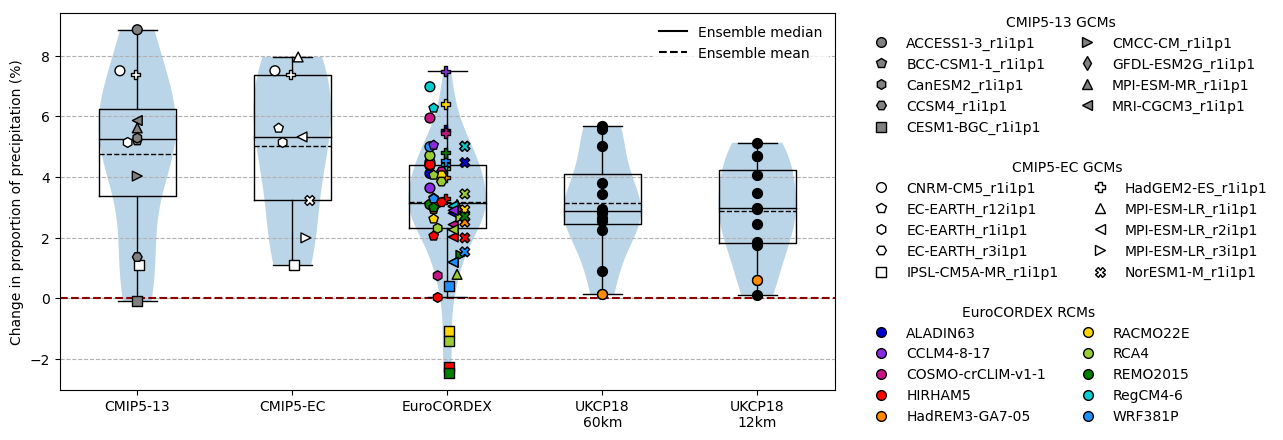 Change in proportion of precipitation (%)
8
6
4
2
0
−2
Ensemble median
Ensemble mean
CMIP5-13
CMIP5-EC
EuroCORDEX
UKCP18
60km
UKCP18
12km
CMIP5-13 GCMs
ACCESS1-3_r1i1p1
BCC-CSM1-1_r1i1p1
CanESM2_r1i1p1
CCSM4_r1i1p1
CESM1-BGC_r1i1p1
CMCC-CM_r1i1p1
GFDL-ESM2G_r1i1p1
MPI-ESM-MR_r1i1p1
MRI-CGCM3_r1i1p1
CMIP5-EC GCMs
CNRM-CM5_r1i1p1
EC-EARTH_r12i1p1
EC-EARTH_r1i1p1
EC-EARTH_r3i1p1
IPSL-CM5A-MR_r1i1p1
HadGEM2-ES_r1i1p1
MPI-ESM-LR_r1i1p1
MPI-ESM-LR_r2i1p1
MPI-ESM-LR_r3i1p1
NorESM1-M_r1i1p1
EuroCORDEX RCMs
ALADIN63
CCLM4-8-17
COSMO-crCLIM-v1-1
HIRHAM5
HadREM3-GA7-05
RACMO22E
RCA4
REMO2015
RegCM4-6
WRF381P